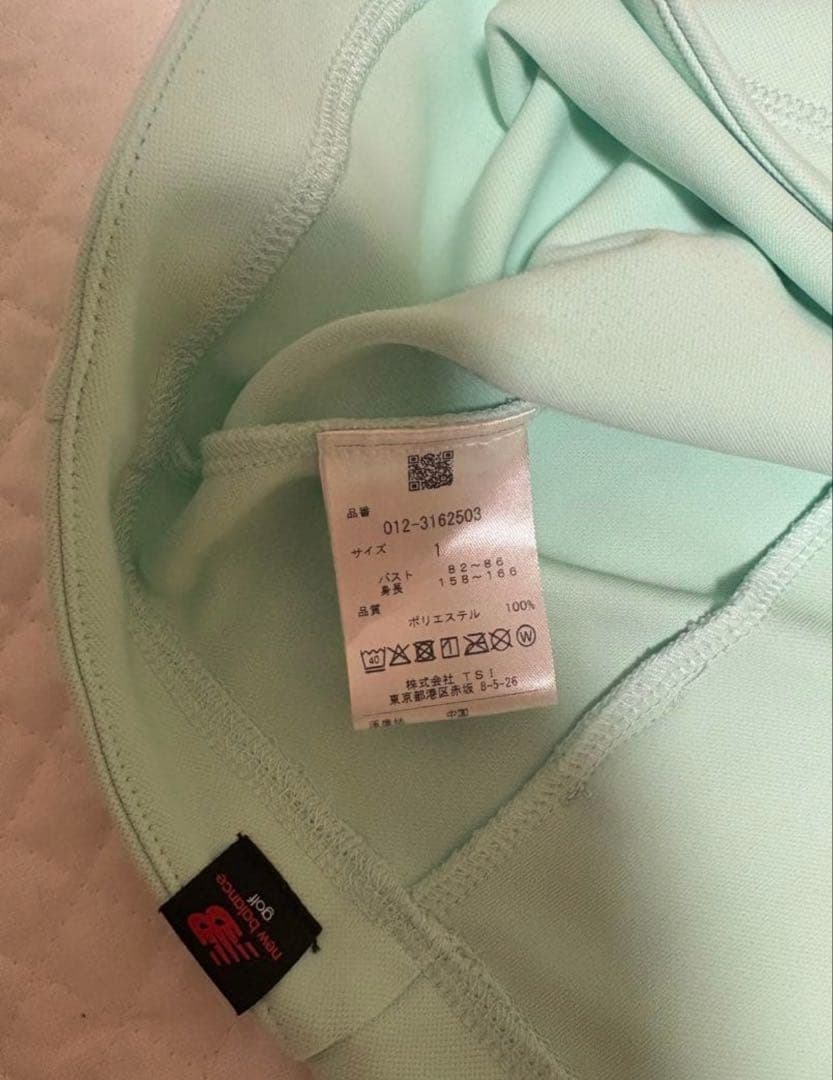 品番
012-3162503
サイズ 1
バスト 82～86
身長 158～166
品質
ポリエステル 100%
40 W
株式会社 TSI
東京都港区赤坂 8-5-26
中国
new balance
golf